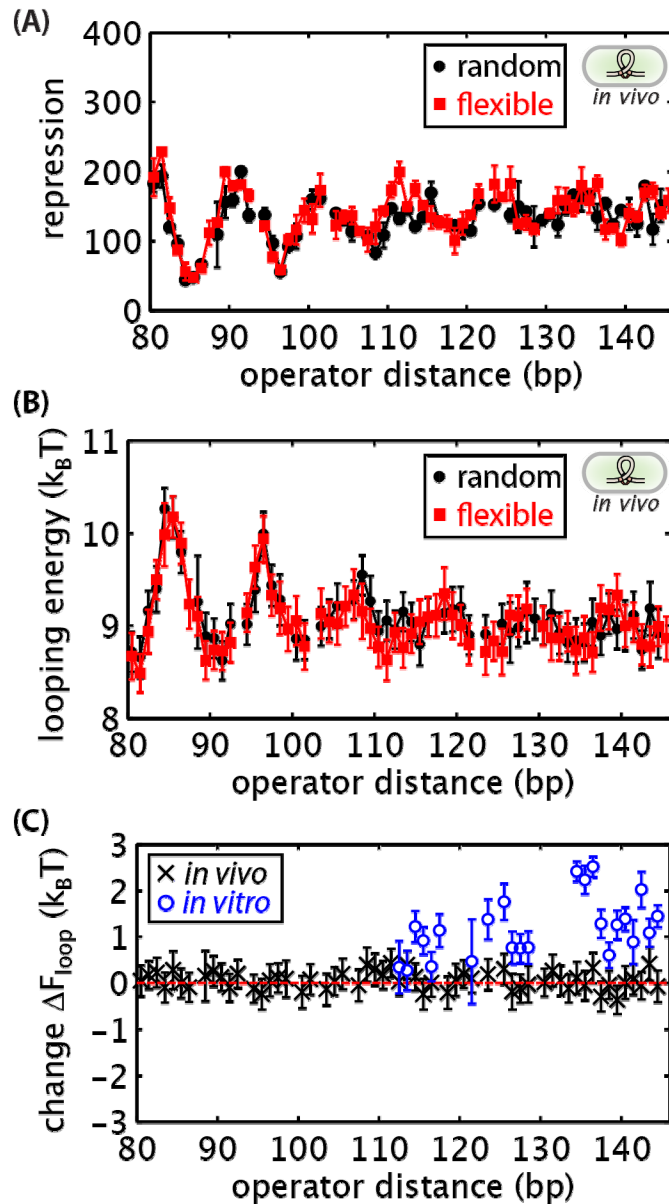 (A)
400
300
200
100
0
repression
random
flexible
in vivo
80 90 100 110 120 130 140
operator distance (bp)
(B)
11
10
9
8
looping energy (k_BT)
random
flexible
in vivo
80 90 100 110 120 130 140
operator distance (bp)
(C)
3
2
1
0
-1
-2
-3
change ΔF_loop (k_BT)
in vivo
in vitro
80 90 100 110 120 130 140
operator distance (bp)